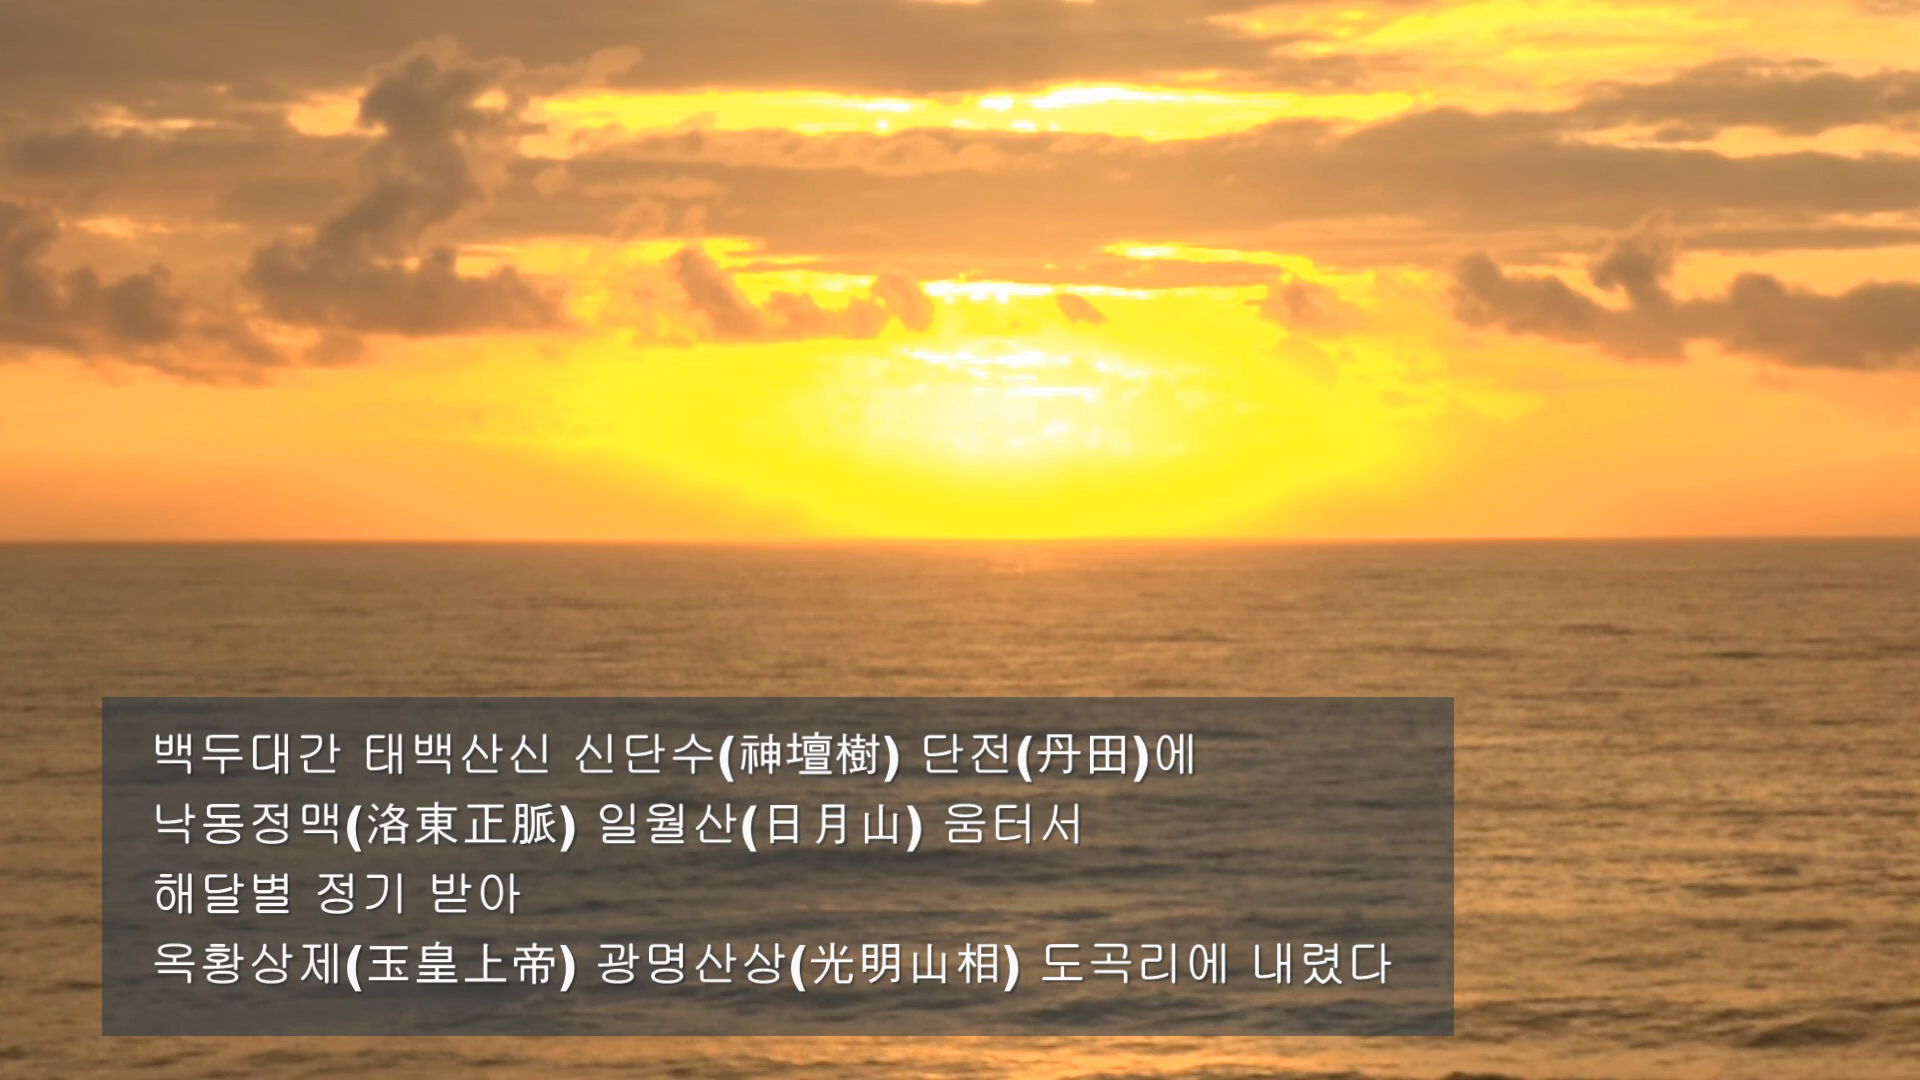 백두대간 태백산신 신단수(神壇樹) 단전(丹田)에
낙동정맥(洛東正脈) 일월산(日月山) 움터서
해달별 정기 받아
옥황상제(玉皇上帝) 광명산상(光明山相) 도곡리에 내렸다